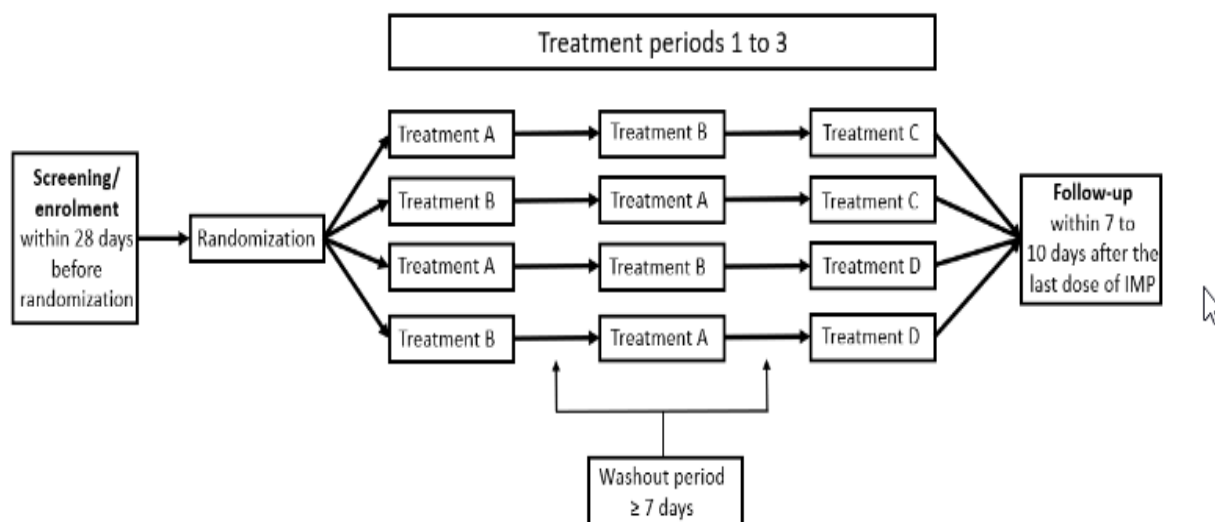 Treatment periods 1 to 3
Screening/
enrolment
within 28 days
before
randomization
Randomization
Treatment A
Treatment B
Treatment C
Treatment B
Treatment A
Treatment C
Treatment A
Treatment B
Treatment D
Treatment B
Treatment A
Treatment D
Follow-up
within 7 to
10 days after the
last dose of IMP
Washout period
≥ 7 days